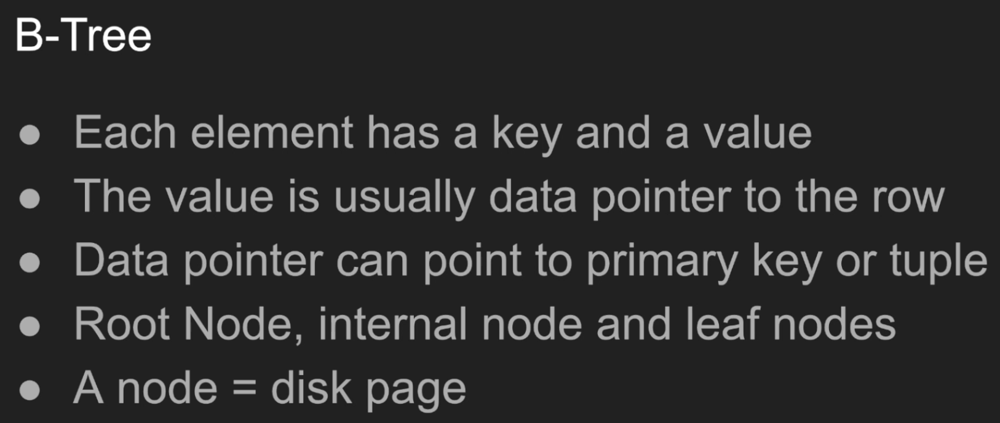 B-Tree
● Each element has a key and a value
● The value is usually data pointer to the row
● Data pointer can point to primary key or tuple
● Root Node, internal node and leaf nodes
● A node = disk page